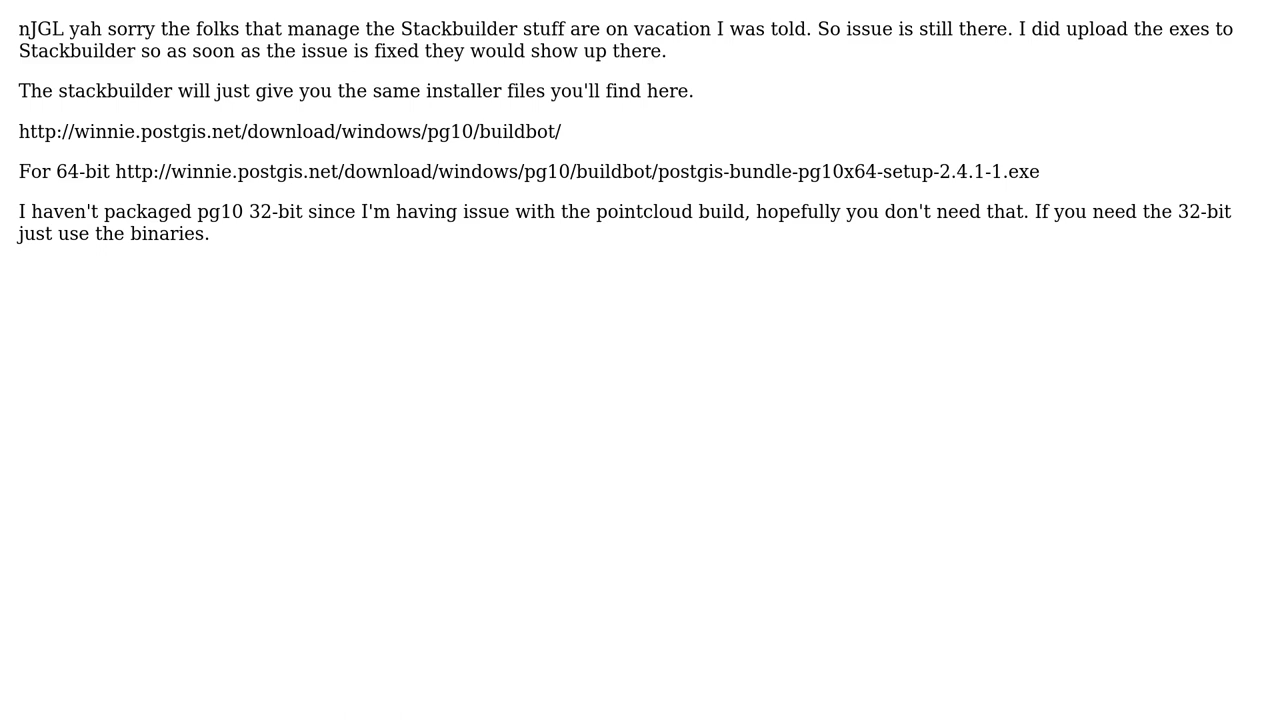 nJGL yah sorry the folks that manage the Stackbuilder stuff are on vacation I was told. So issue is still there. I did upload the exes to
Stackbuilder so as soon as the issue is fixed they would show up there.
The stackbuilder will just give you the same installer files you'll find here.
http://winnie.postgis.net/download/windows/pg10/buildbot/
For 64-bit http://winnie.postgis.net/download/windows/pg10/buildbot/postgis-bundle-pg10x64-setup-2.4.1-1.exe
I haven't packaged pg10 32-bit since I'm having issue with the pointcloud build, hopefully you don't need that. If you need the 32-bit
just use the binaries.